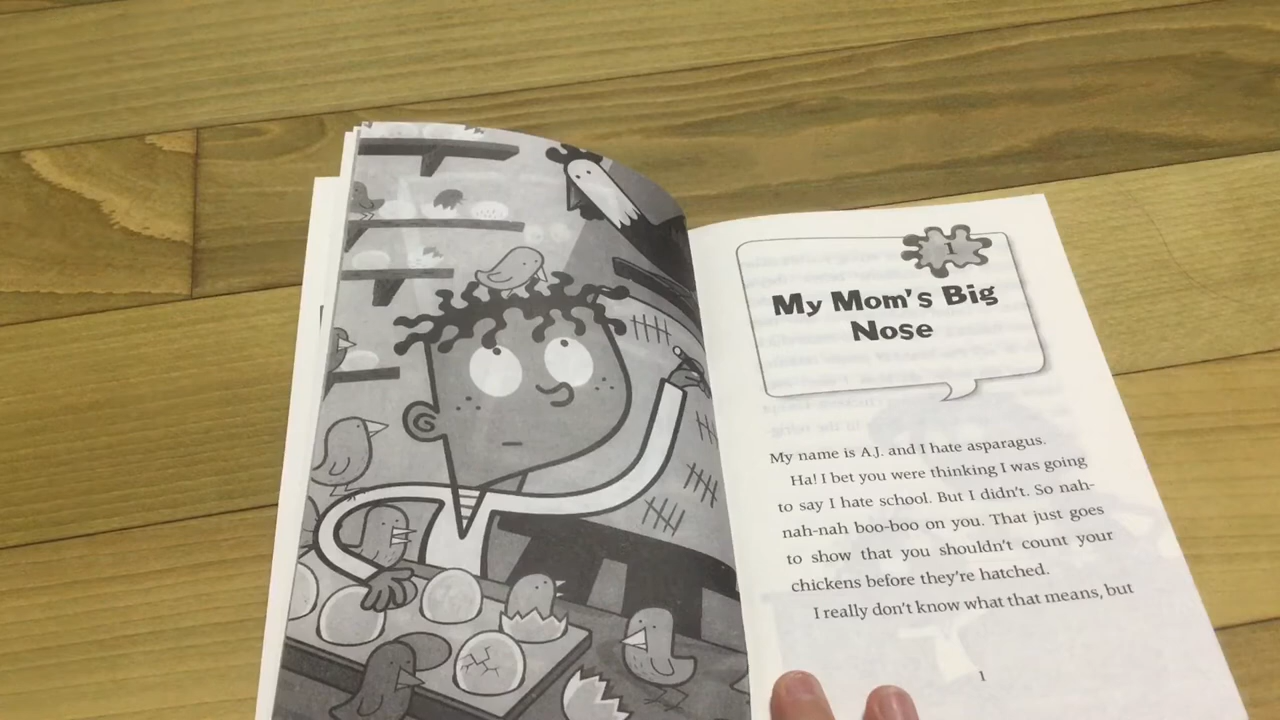 1
My Mom's Big
Nose
My name is A.J. and I hate asparagus.
Ha! I bet you were thinking I was going
to say I hate school. But I didn't. So nah-
nah-nah boo-boo on you. That just goes
to show that you shouldn't count your
chickens before they're hatched.
I really don't know what that means, but
1